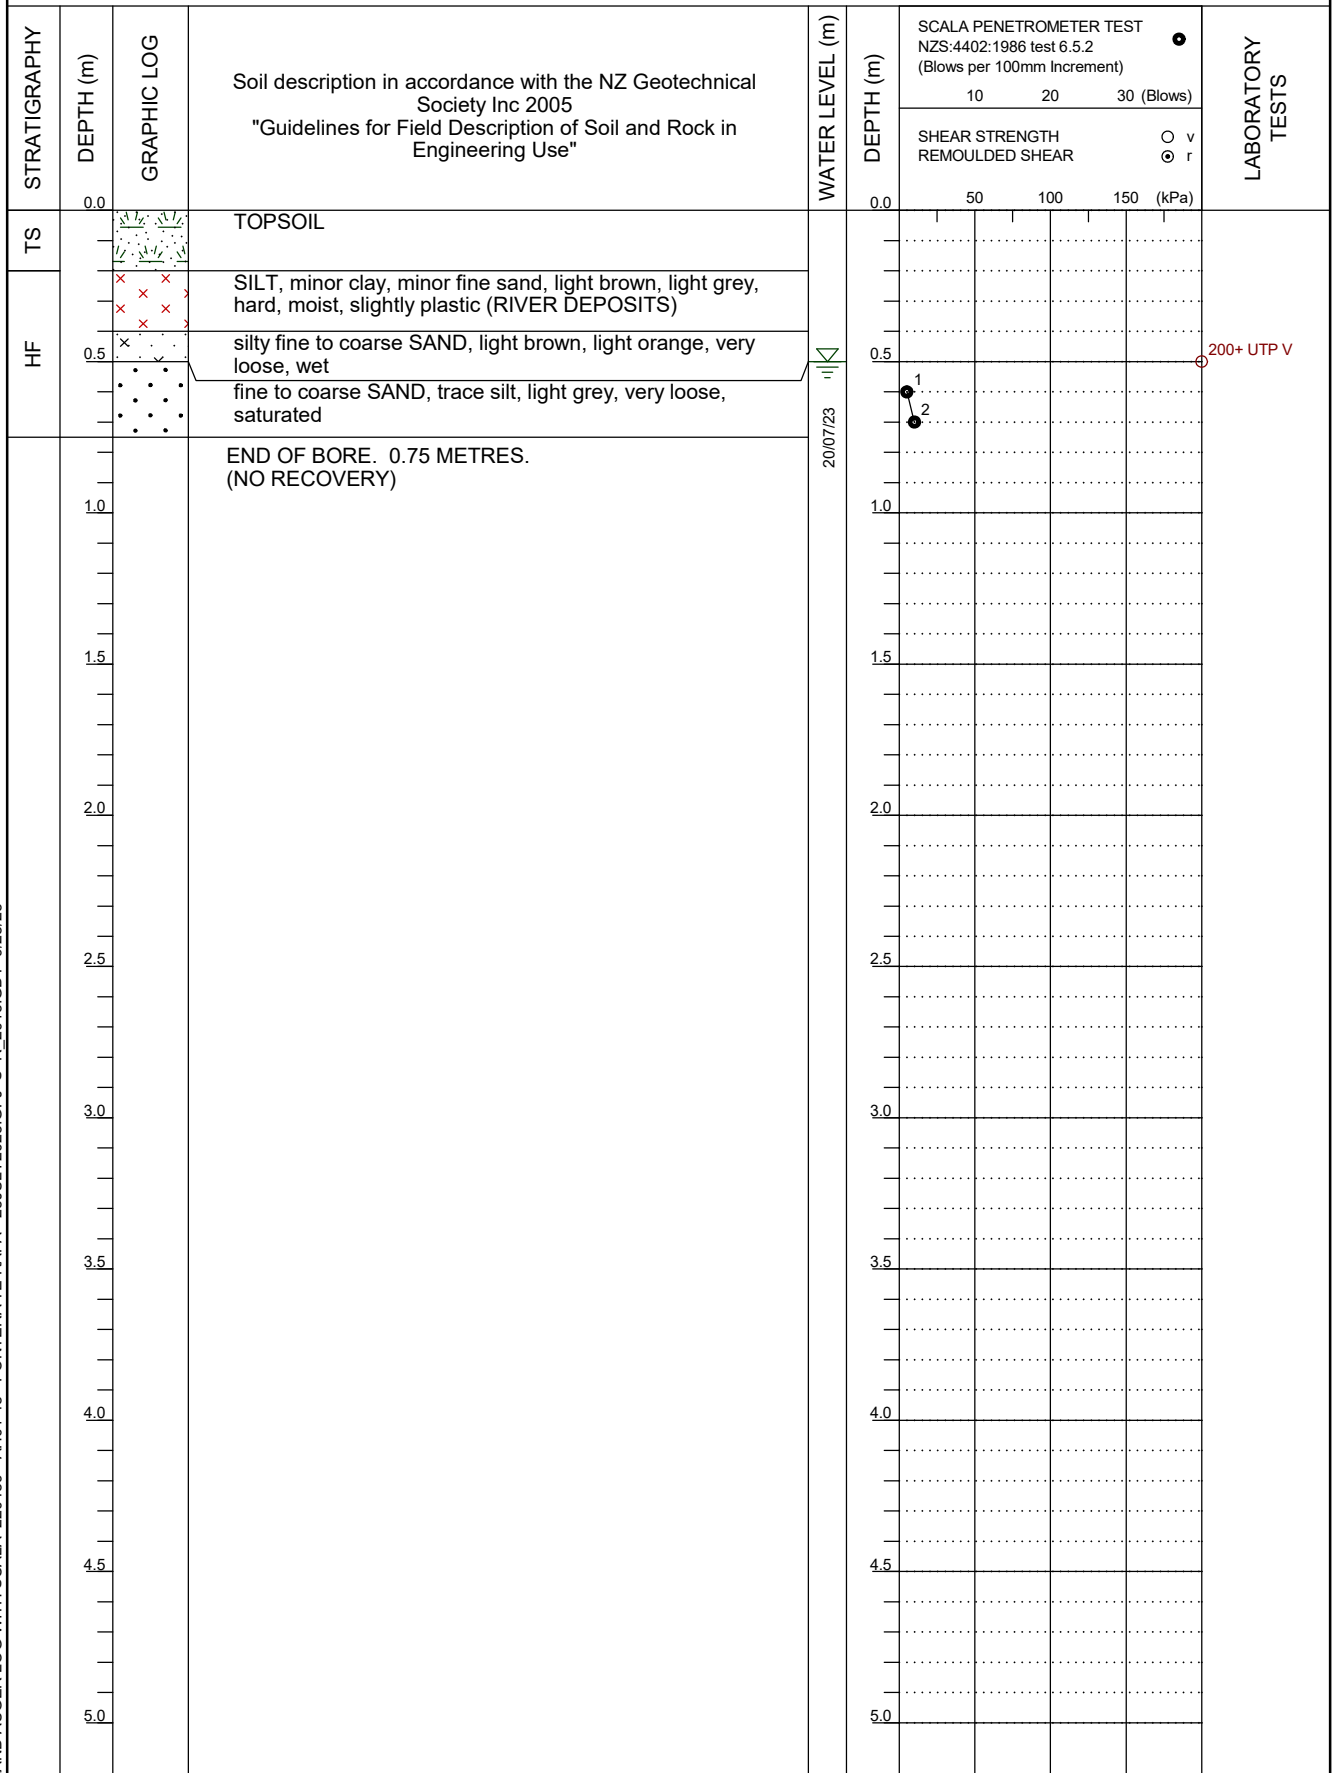 STRATIGRAPHY
DEPTH (m)
GRAPHIC LOG
Soil description in accordance with the NZ Geotechnical
Society Inc 2005
"Guidelines for Field Description of Soil and Rock in
Engineering Use"
WATER LEVEL (m)
DEPTH (m)
SCALA PENETROMETER TEST
NZS:4402:1986 test 6.5.2
(Blows per 100mm Increment)
10 20 30 (Blows)
SHEAR STRENGTH v
REMOULDED SHEAR r
50 100 150 (kPa)
LABORATORY
TESTS
0.0
0.0
TS
TOPSOIL
HF
SILT, minor clay, minor fine sand, light brown, light grey,
hard, moist, slightly plastic (RIVER DEPOSITS)
silty fine to coarse SAND, light brown, light orange, very
loose, wet
0.5
0.5
200+ UTP V
fine to coarse SAND, trace silt, light grey, very loose,
saturated
1
2
20/07/23
END OF BORE. 0.75 METRES.
(NO RECOVERY)
1.0
1.0
1.5
1.5
2.0
2.0
2.5
2.5
3.0
3.0
3.5
3.5
4.0
4.0
4.5
4.5
5.0
5.0